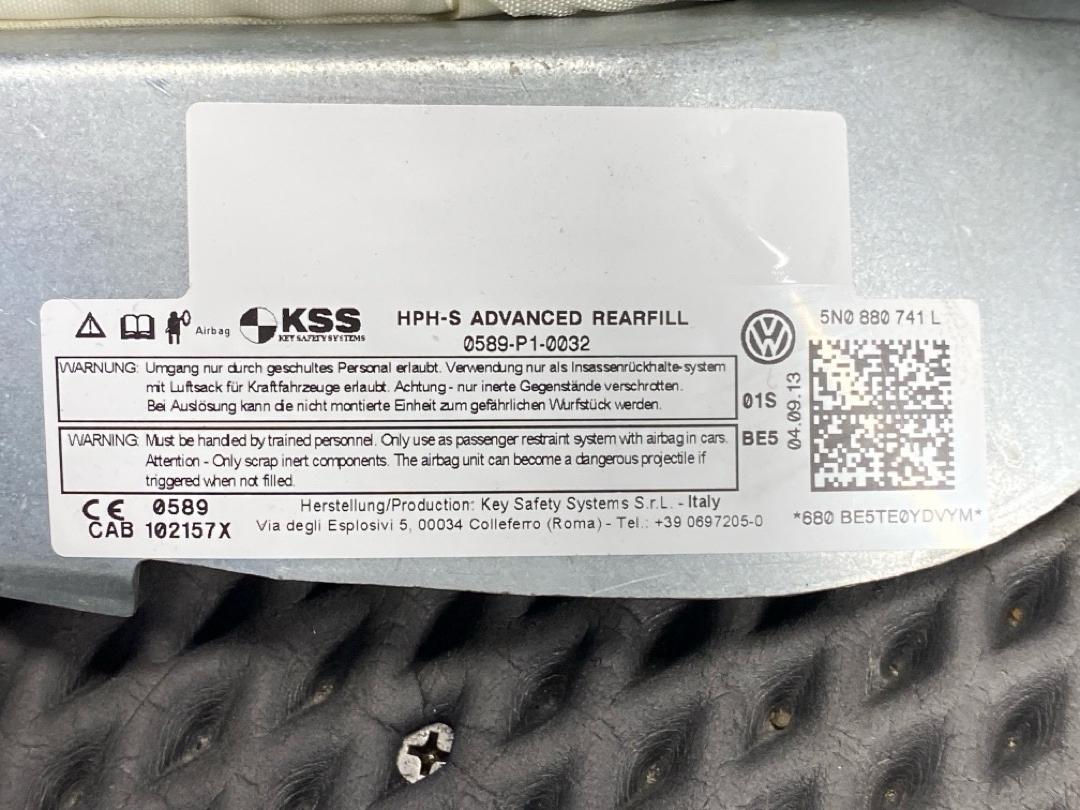 Airbag
KSS
KEY SAFETY SYSTEMS
HPH-S ADVANCED REARFILL
0589-P1-0032
WARNUNG: Umgang nur durch geschultes Personal erlaubt. Verwendung nur als Insassenrückhalte-system
mit Luftsack für Kraftfahrzeuge erlaubt. Achtung - nur inerte Gegenstände verschrotten.
Bei Auslösung kann die nicht montierte Einheit zum gefährlichen Wurfstück werden.
WARNING: Must be handled by trained personnel. Only use as passenger restraint system with airbag in cars.
Attention - Only scrap inert components. The airbag unit can become a dangerous projectile if
triggered when not filled.
CE 0589
CAB 102157X
Herstellung/Production: Key Safety Systems S.r.L. - Italy
Via degli Esplosivi 5, 00034 Colleferro (Roma) - Tel.: +39 0697205-0
VW
5N0 880 741 L
01S
BE5
04.09.13
*680 BE5TE0YDVYM*